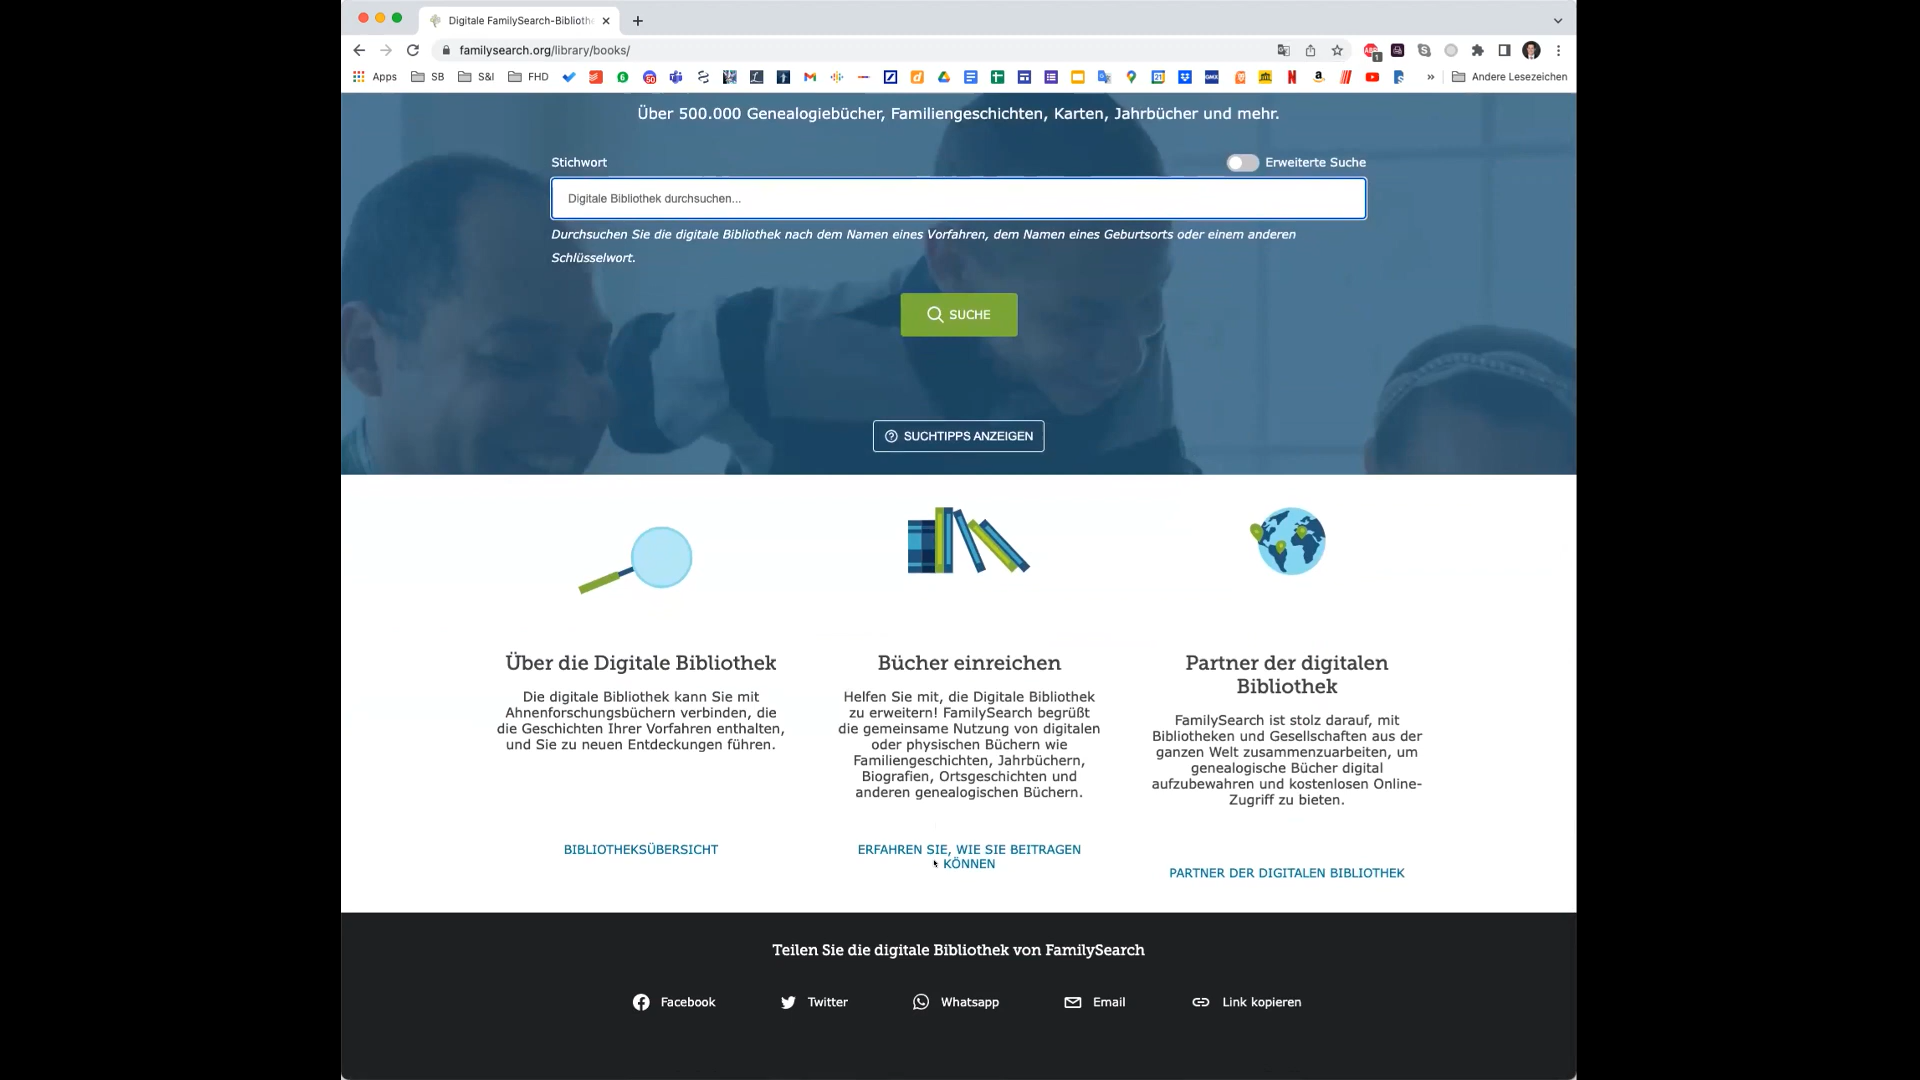 Digitale FamilySearch-Biblioth
familysearch.org/library/books/
Apps
SB
S&I
FHD
Andere Lesezeichen
Über 500.000 Genealogiebücher, Familiengeschichten, Karten, Jahrbücher und mehr.
Stichwort
Erweiterte Suche
Digitale Bibliothek durchsuchen...
Durchsuchen Sie die digitale Bibliothek nach dem Namen eines Vorfahren, dem Namen eines Geburtsorts oder einem anderen
Schlüsselwort.
SUCHE
SUCHTIPPS ANZEIGEN
Über die Digitale Bibliothek
Die digitale Bibliothek kann Sie mit
Ahnenforschungsbüchern verbinden, die
die Geschichten Ihrer Vorfahren enthalten,
und Sie zu neuen Entdeckungen führen.
BIBLIOTHEKSÜBERSICHT
Bücher einreichen
Helfen Sie mit, die Digitale Bibliothek
zu erweitern! FamilySearch begrüßt
die gemeinsame Nutzung von digitalen
oder physischen Büchern wie
Familiengeschichten, Jahrbüchern,
Biografien, Ortsgeschichten und
anderen genealogischen Büchern.
ERFAHREN SIE, WIE SIE BEITRAGEN
KÖNNEN
Partner der digitalen
Bibliothek
FamilySearch ist stolz darauf, mit
Bibliotheken und Gesellschaften aus der
ganzen Welt zusammenzuarbeiten, um
genealogische Bücher digital
aufzubewahren und kostenlosen Online-
Zugriff zu bieten.
PARTNER DER DIGITALEN BIBLIOTHEK
Teilen Sie die digitale Bibliothek von FamilySearch
Facebook
Twitter
Whatsapp
Email
Link kopieren